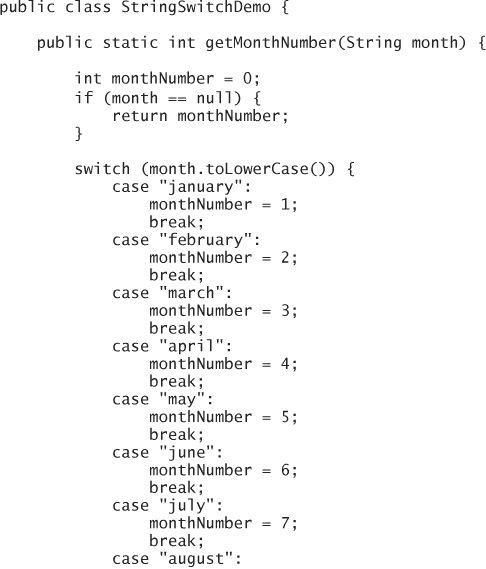 public class StringSwitchDemo {
public static int getMonthNumber(String month) {
int monthNumber = 0;
if (month == null) {
return monthNumber;
}
switch (month.toLowerCase()) {
case "january":
monthNumber = 1;
break;
case "february":
monthNumber = 2;
break;
case "march":
monthNumber = 3;
break;
case "april":
monthNumber = 4;
break;
case "may":
monthNumber = 5;
break;
case "june":
monthNumber = 6;
break;
case "july":
monthNumber = 7;
break;
case "august":